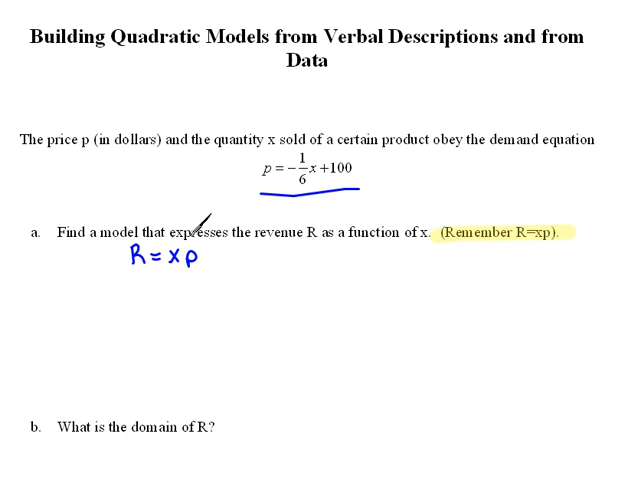 Building Quadratic Models from Verbal Descriptions and from
Data
The price p (in dollars) and the quantity x sold of a certain product obey the demand equation
p = −1/6x +100
a. Find a model that expresses the revenue R as a function of x. (Remember R=xp).
R = xp
b. What is the domain of R?